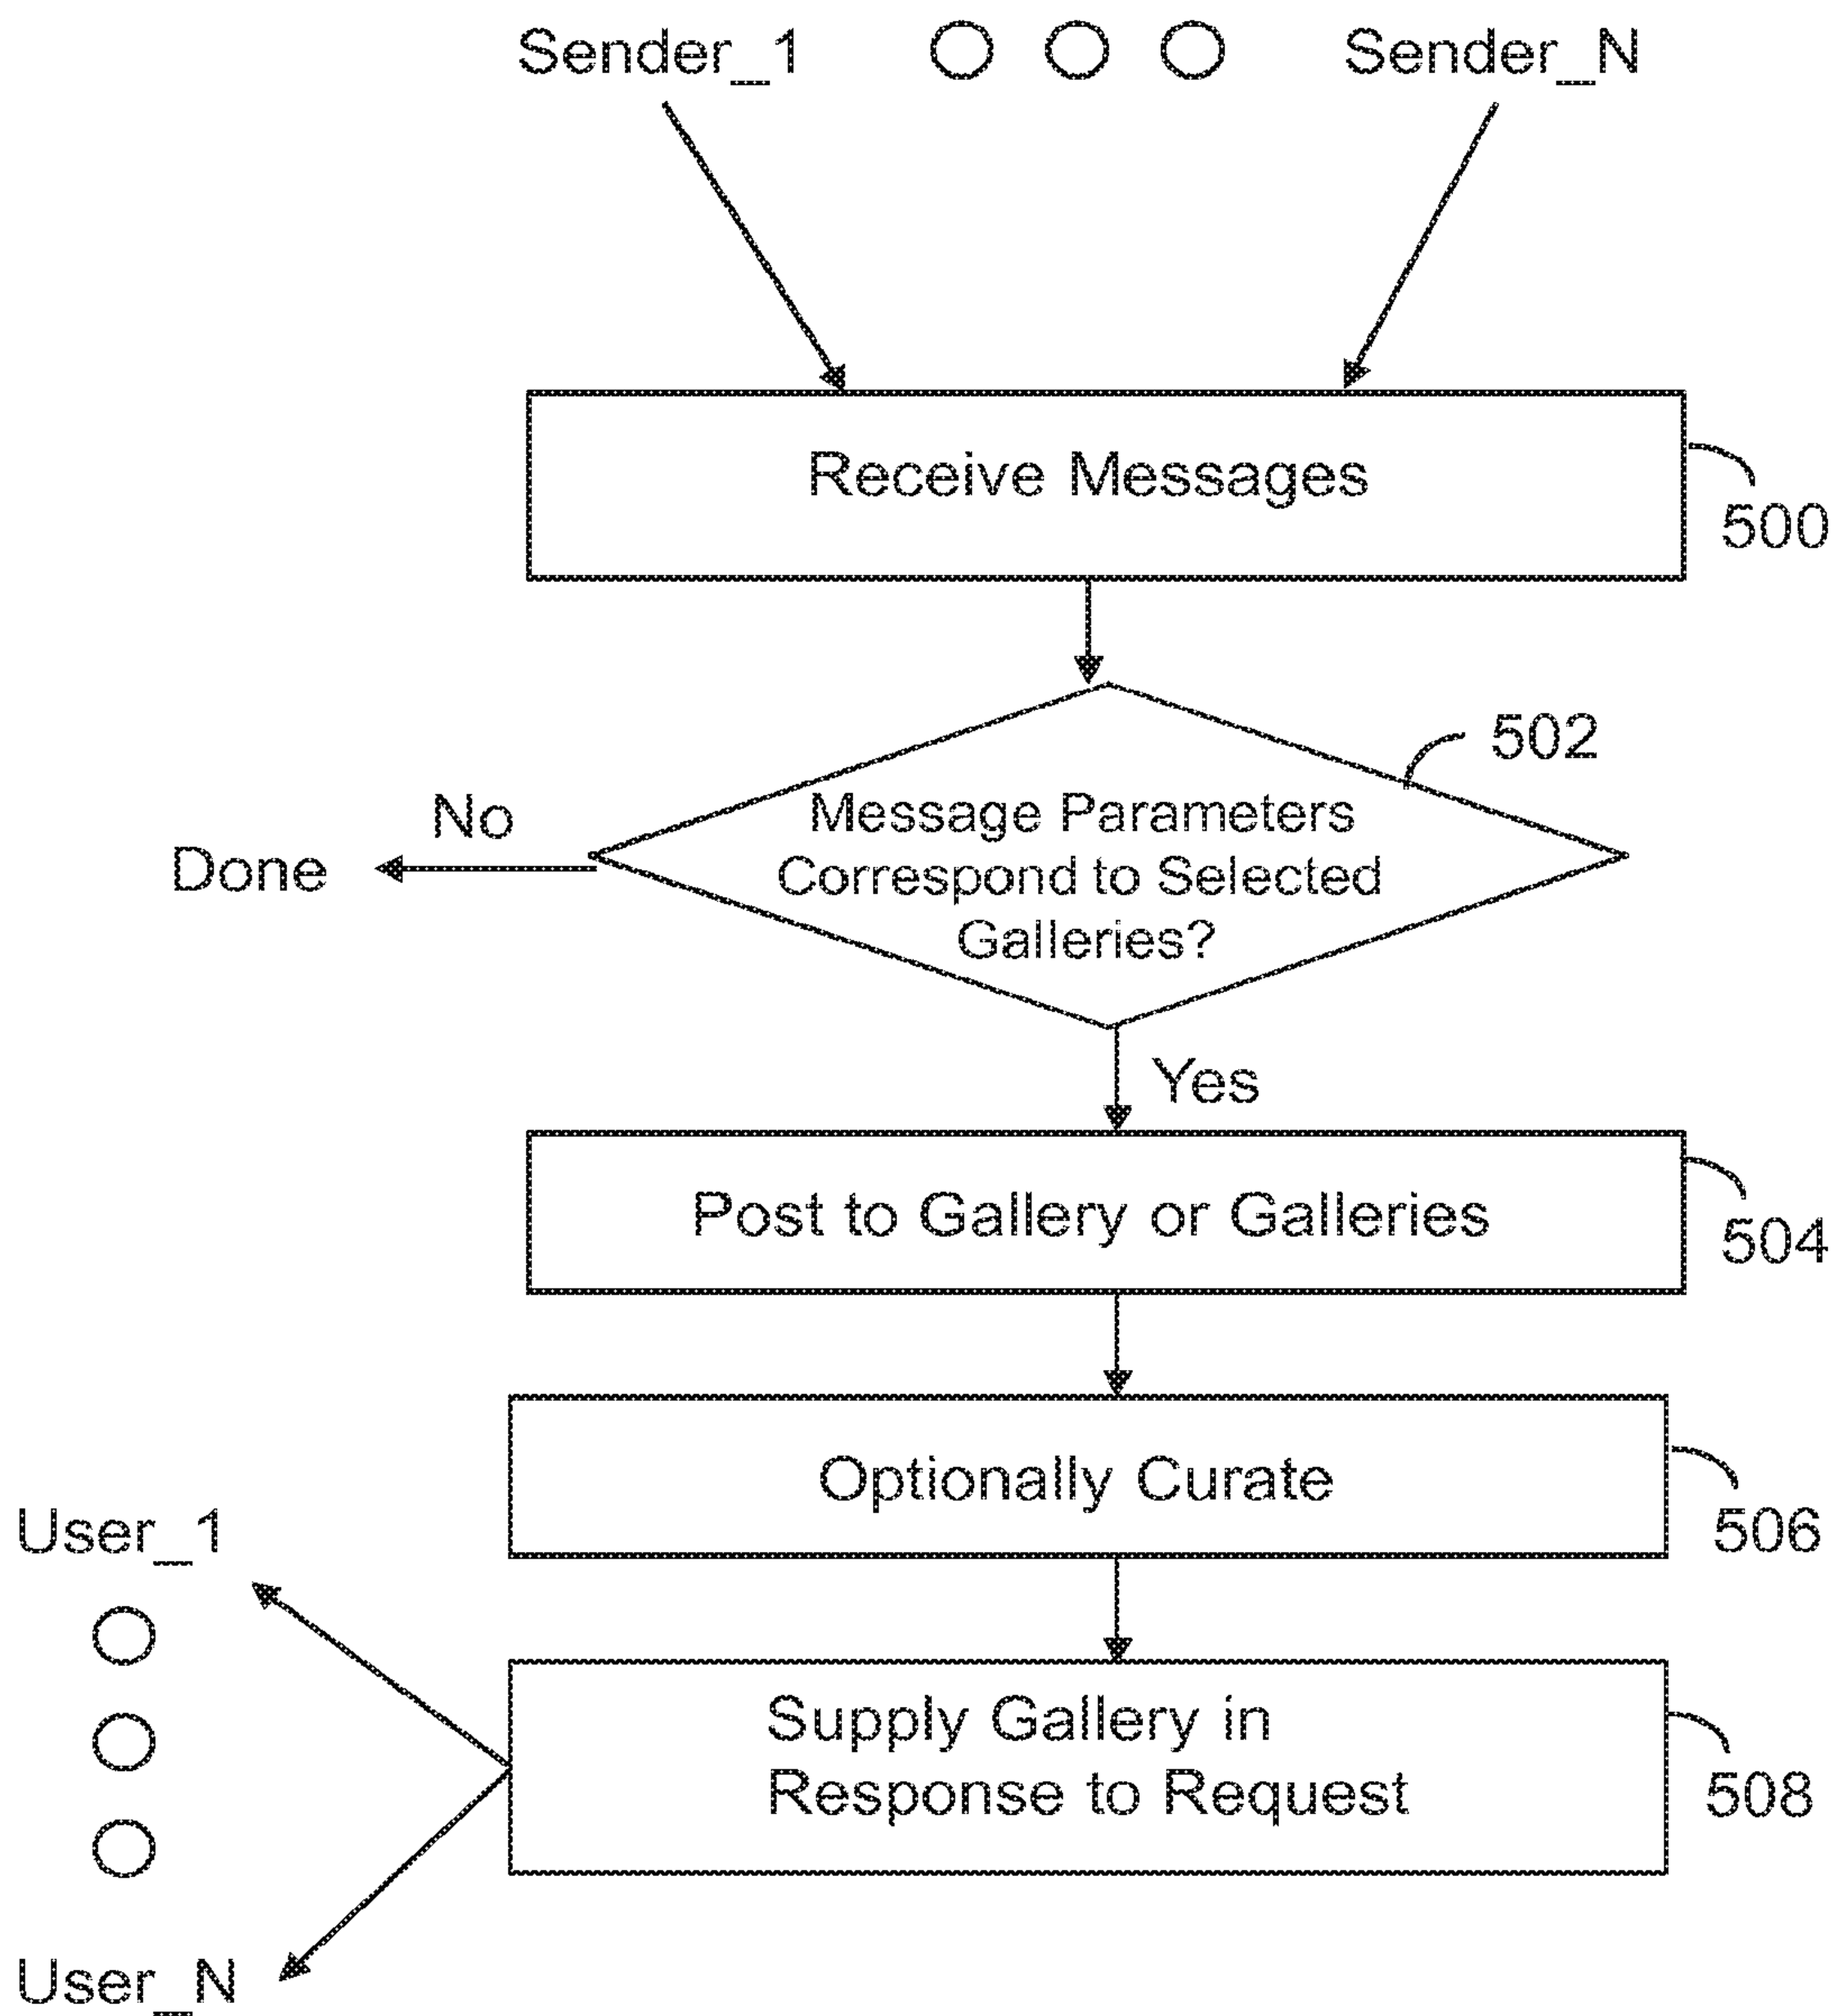 Sender_1
Sender_N
Receive Messages
500
502
Message Parameters
Correspond to Selected
Galleries?
No
Done
Yes
Post to Gallery or Galleries
504
Optionally Curate
506
User_1
Supply Gallery in
Response to Request
508
User_N